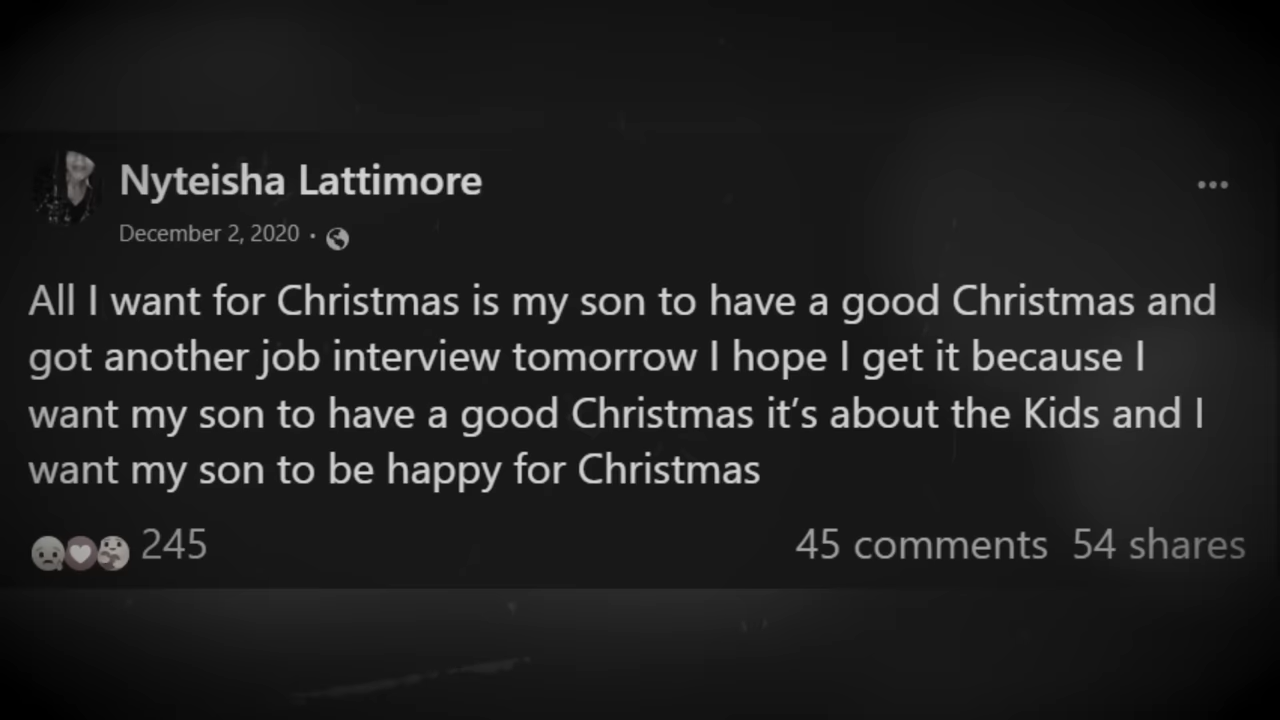 Nyteisha Lattimore
December 2, 2020 ·
All I want for Christmas is my son to have a good Christmas and
got another job interview tomorrow I hope I get it because I
want my son to have a good Christmas it’s about the Kids and I
want my son to be happy for Christmas
245
45 comments 54 shares